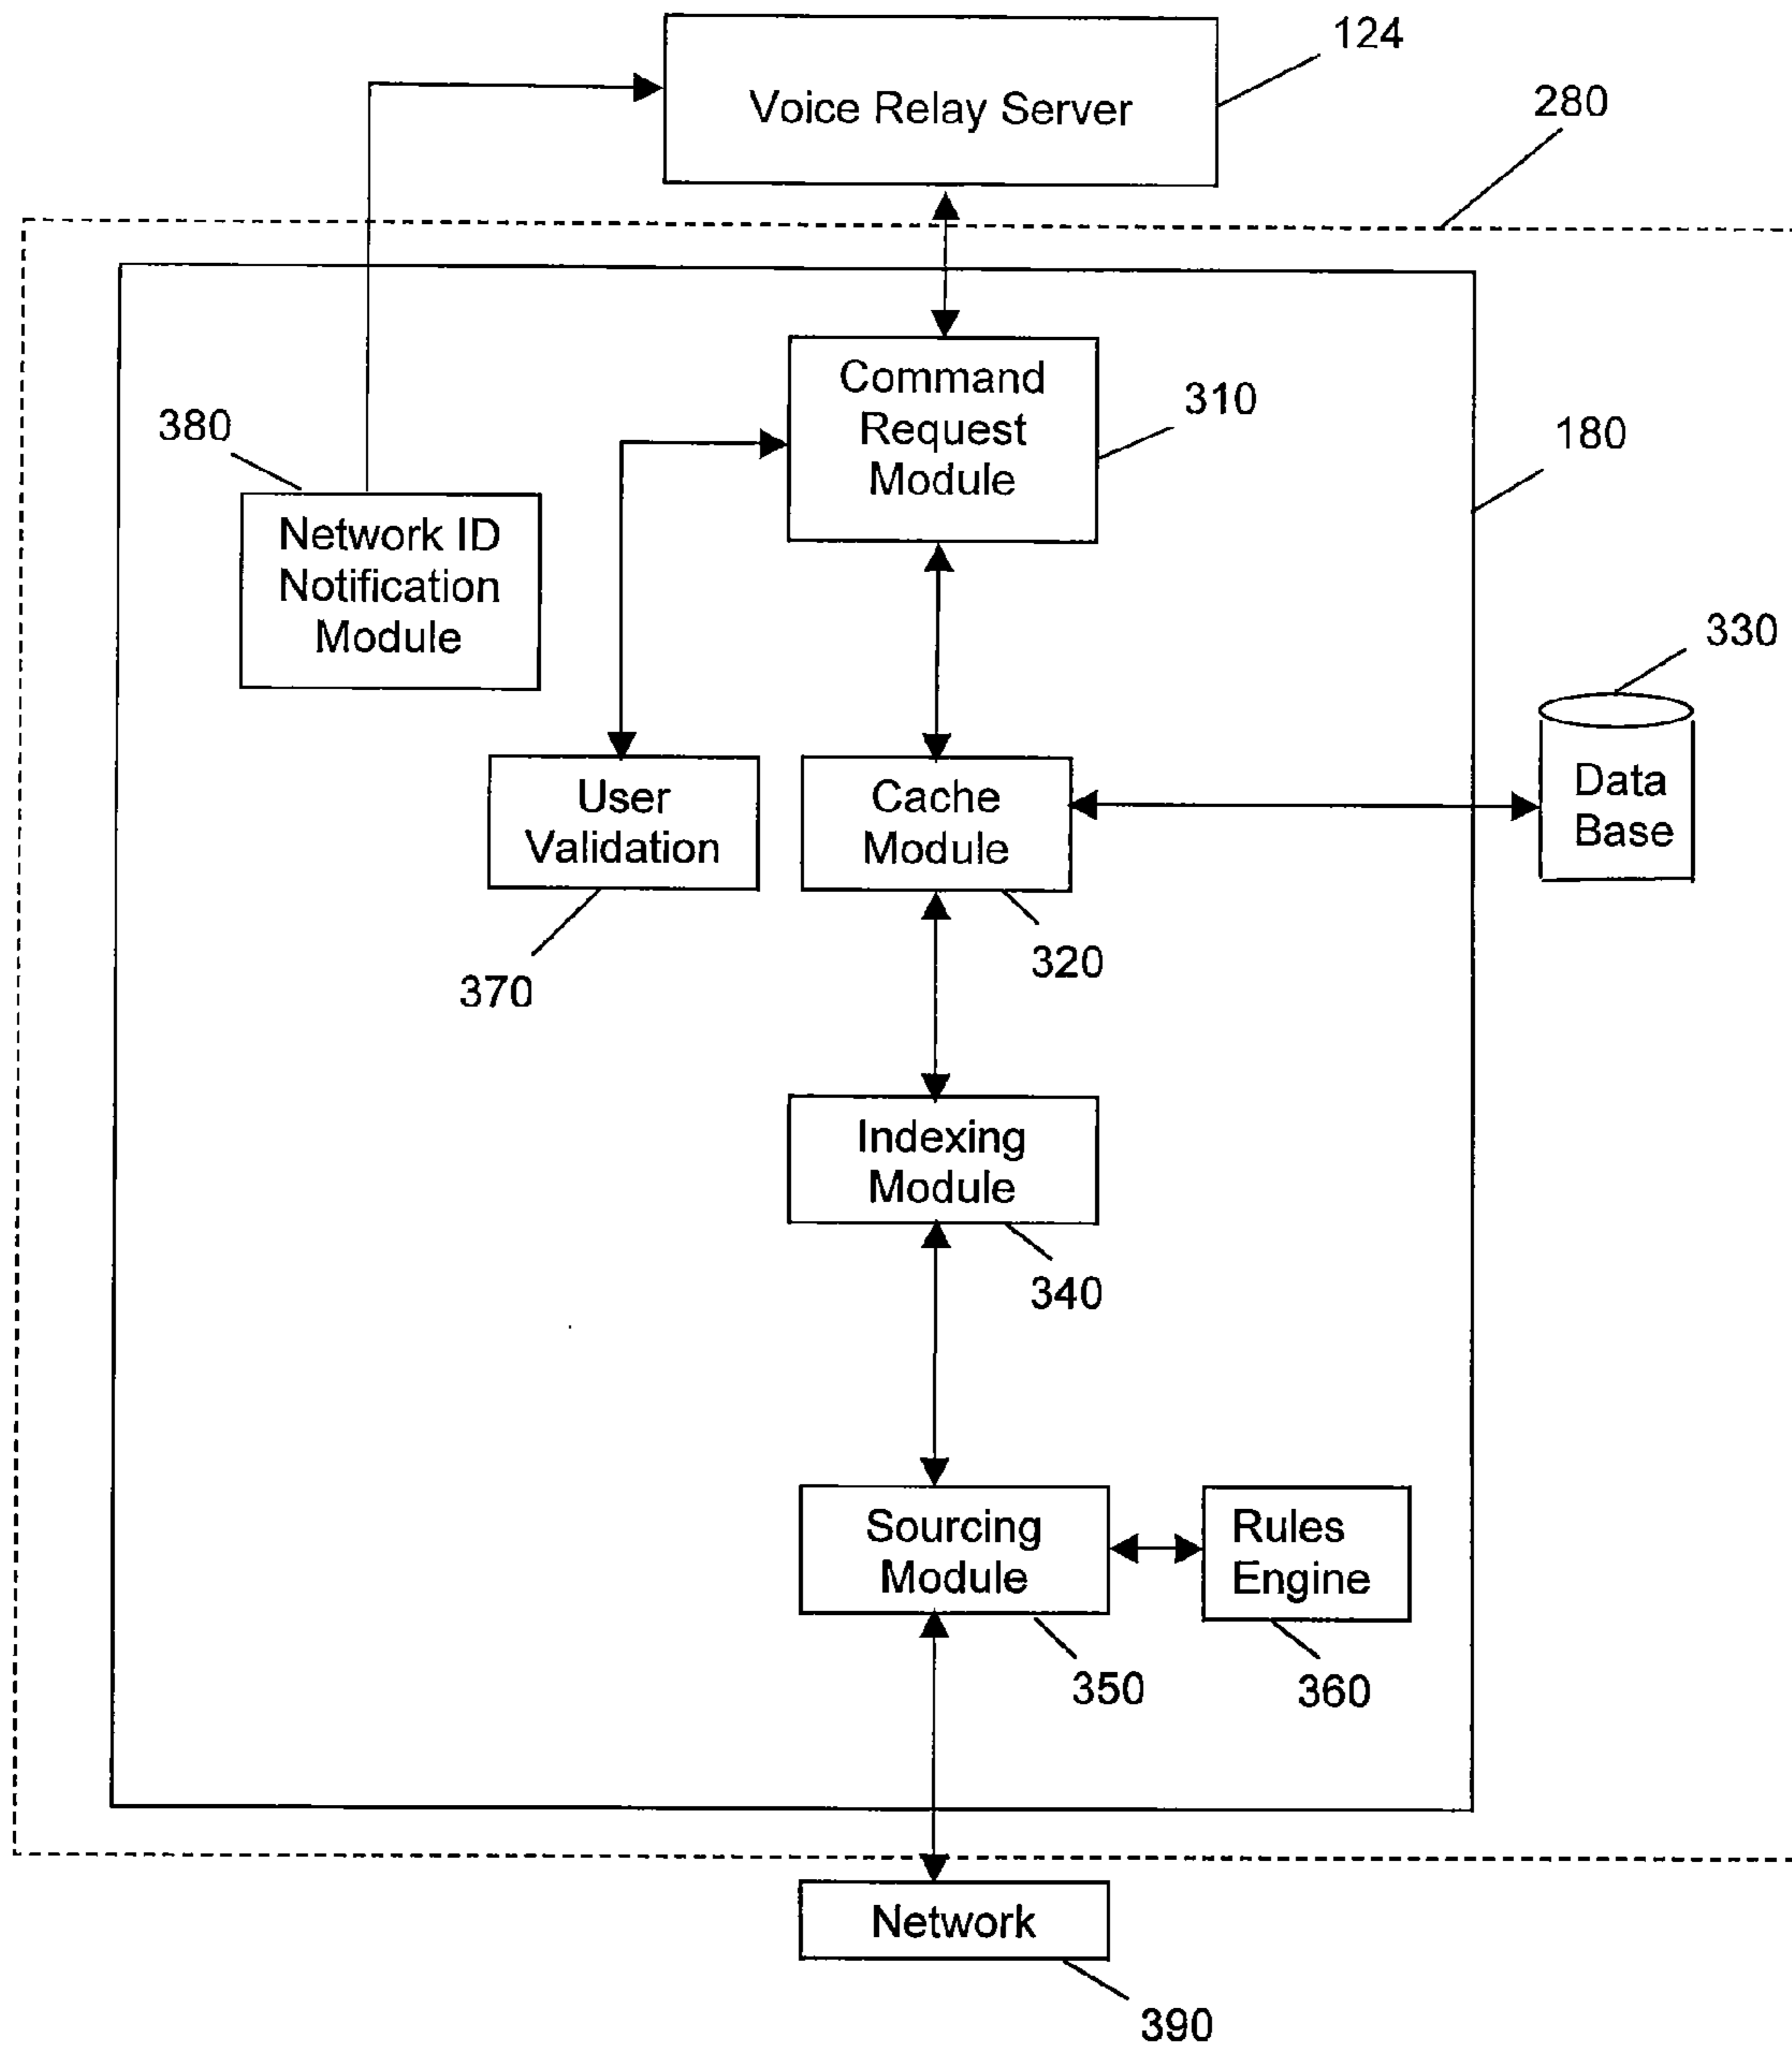 124
Voice Relay Server
280
Command
Request
Module
310
180
380
Network ID
Notification
Module
330
Data
Base
User
Validation
370
Cache
Module
320
Indexing
Module
340
Sourcing
Module
350
Rules
Engine
360
Network
390